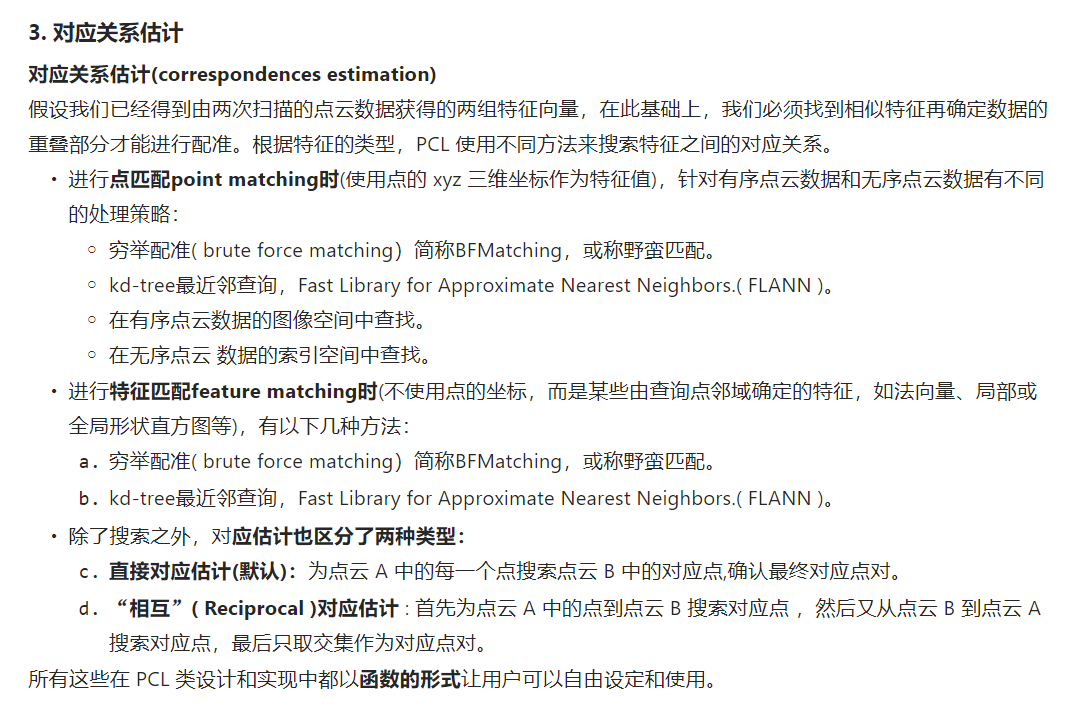 3. 对应关系估计
对应关系估计(correspondences estimation)
假设我们已经得到由两次扫描的点云数据获得的两组特征向量，在此基础上，我们必须找到相似特征再确定数据的
重叠部分才能进行配准。根据特征的类型，PCL 使用不同方法来搜索特征之间的对应关系。
• 进行点匹配point matching时(使用点的 xyz 三维坐标作为特征值)，针对有序点云数据和无序点云数据有不同
的处理策略：
○ 穷举配准( brute force matching）简称BFMatching，或称野蛮匹配。
○ kd-tree最近邻查询，Fast Library for Approximate Nearest Neighbors.( FLANN )。
○ 在有序点云数据的图像空间中查找。
○ 在无序点云 数据的索引空间中查找。
• 进行特征匹配feature matching时(不使用点的坐标，而是某些由查询点邻域确定的特征，如法向量、局部或
全局形状直方图等)，有以下几种方法：
a. 穷举配准( brute force matching）简称BFMatching，或称野蛮匹配。
b. kd-tree最近邻查询，Fast Library for Approximate Nearest Neighbors.( FLANN )。
• 除了搜索之外，对应估计也区分了两种类型：
c. 直接对应估计(默认)：为点云 A 中的每一个点搜索点云 B 中的对应点,确认最终对应点对。
d. “相互”( Reciprocal )对应估计 : 首先为点云 A 中的点到点云 B 搜索对应点 ，然后又从点云 B 到点云 A
搜索对应点，最后只取交集作为对应点对。
所有这些在 PCL 类设计和实现中都以函数的形式让用户可以自由设定和使用。